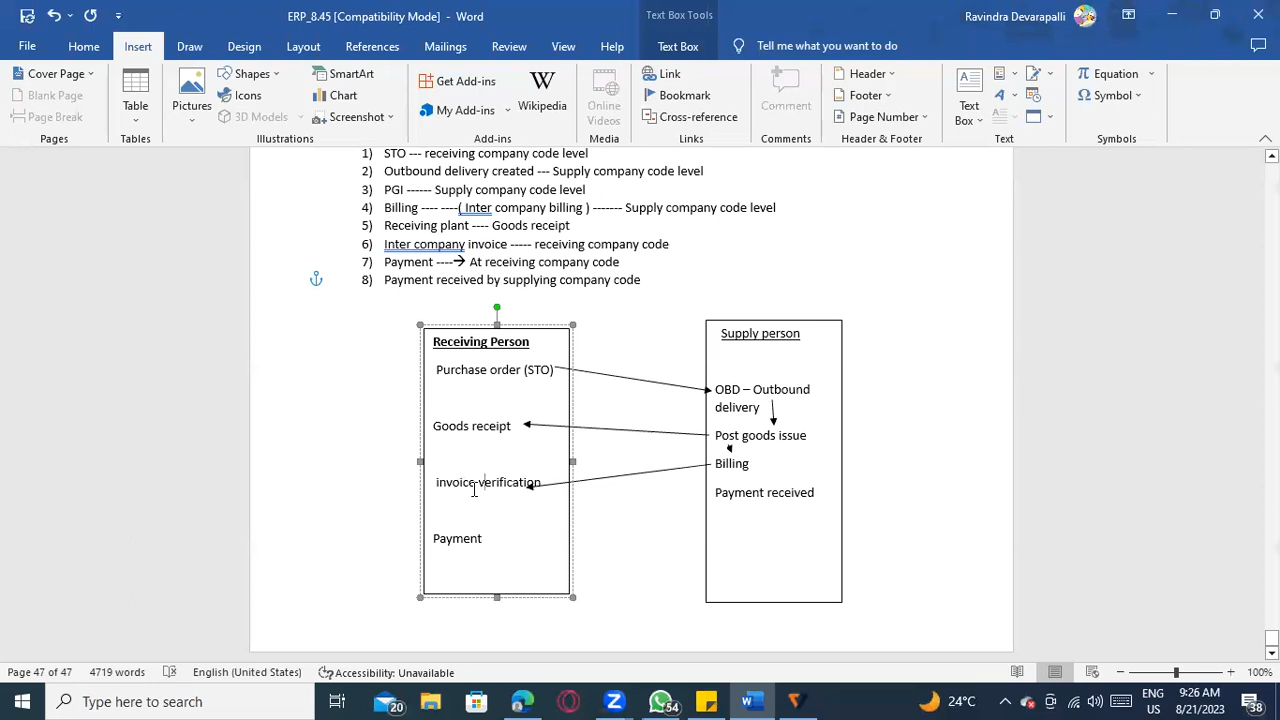 ERP_8.45 [Compatibility Mode] - Word
Text Box Tools
Ravindra Devarapalli
File Home Insert Draw Design Layout References Mailings Review View Help Text Box Tell me what you want to do
Cover Page
Blank Page
Page Break
Pages
Table
Tables
Pictures
Shapes
Icons
3D Models
SmartArt
Chart
Screenshot
Illustrations
Get Add-ins
My Add-ins
W
Wikipedia
Add-ins
Online Videos
Media
Link
Bookmark
Cross-reference
Links
Comment
Comments
Header
Footer
Page Number
Header & Footer
Text Box
Text
Equation
Symbol
Symbols
1) STO --- receiving company code level
2) Outbound delivery created --- Supply company code level
3) PGI ------ Supply company code level
4) Billing ---- ----( Inter company billing ) ------- Supply company code level
5) Receiving plant ---- Goods receipt
6) Inter company invoice ----- receiving company code
7) Payment ----→ At receiving company code
8) Payment received by supplying company code
Receiving Person
Purchase order (STO)
Goods receipt
invoice verification
Payment
Supply person
OBD – Outbound
delivery
Post goods issue
Billing
Payment received
Page 47 of 47 4719 words English (United States) Accessibility: Unavailable 100%
Type here to search
20
54
24°C
ENG
US
9:26 AM
8/21/2023
38